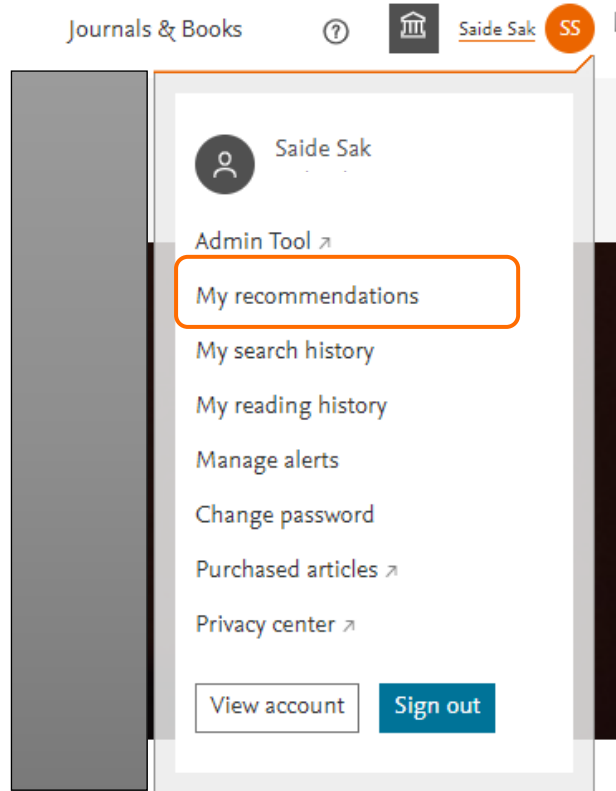 Journals & Books ? Saide Sak SS
Saide Sak
Admin Tool ↗
My recommendations
My search history
My reading history
Manage alerts
Change password
Purchased articles ↗
Privacy center ↗
View account Sign out